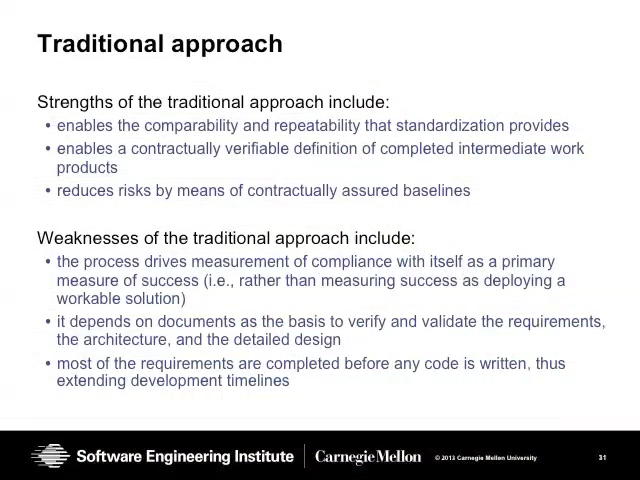 Traditional approach
Strengths of the traditional approach include:
• enables the comparability and repeatability that standardization provides
• enables a contractually verifiable definition of completed intermediate work
products
• reduces risks by means of contractually assured baselines
Weaknesses of the traditional approach include:
• the process drives measurement of compliance with itself as a primary
measure of success (i.e., rather than measuring success as deploying a
workable solution)
• it depends on documents as the basis to verify and validate the requirements,
the architecture, and the detailed design
• most of the requirements are completed before any code is written, thus
extending development timelines
Software Engineering Institute
Carnegie Mellon
© 2013 Carnegie Mellon University
31